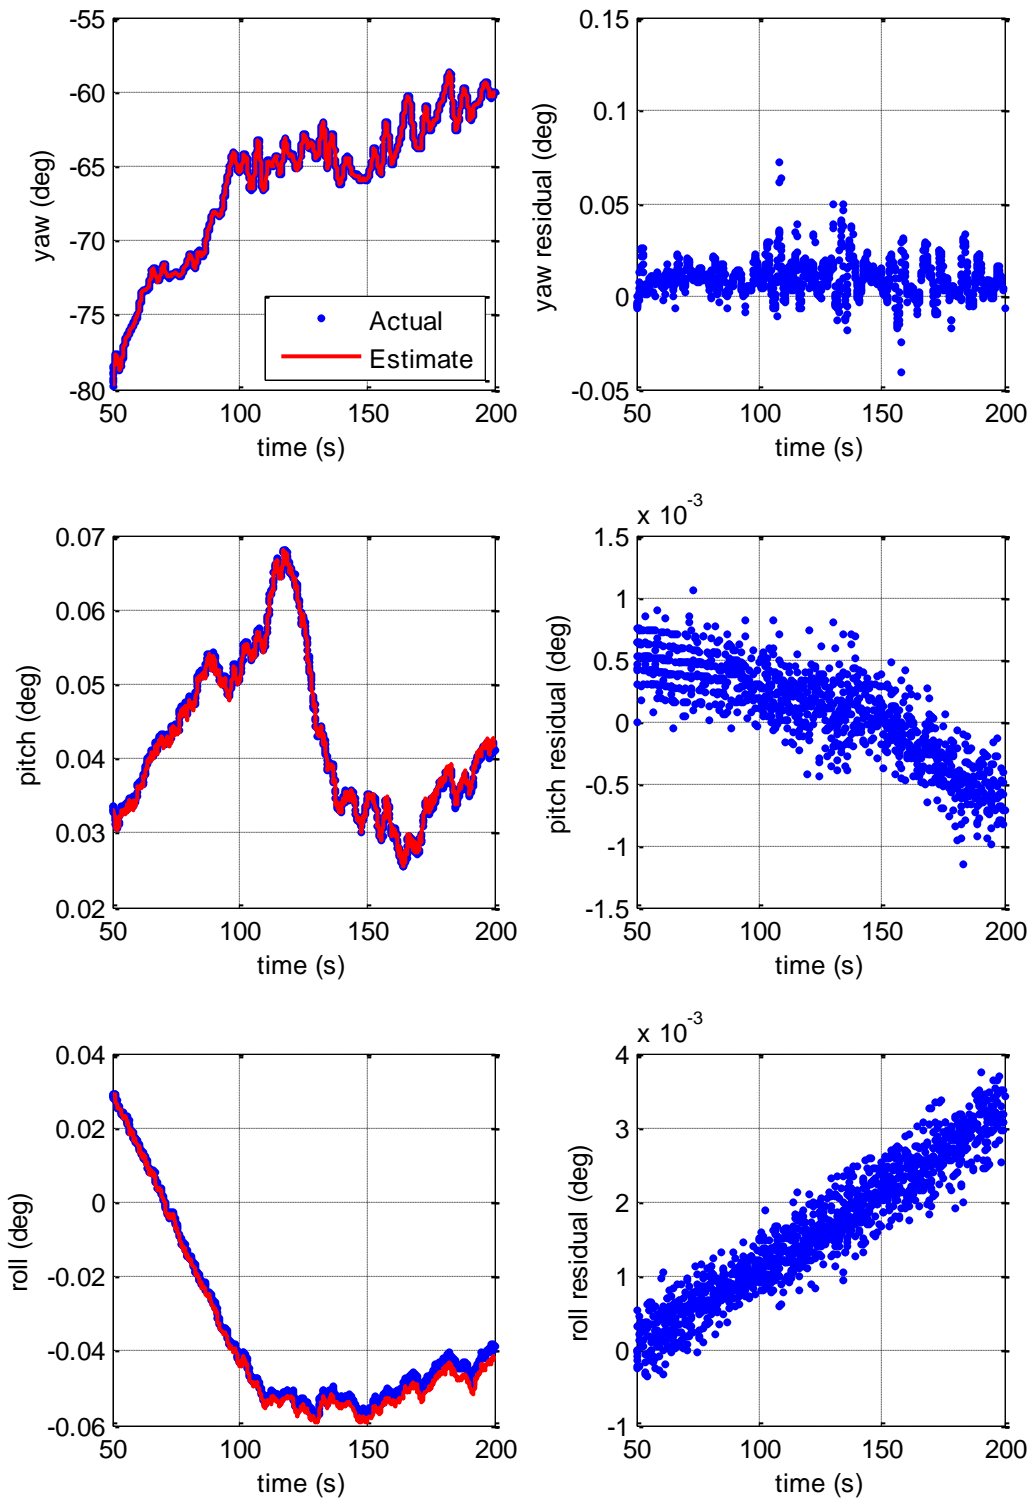 -55
-60
-65
-70
-75
-80
yaw (deg)
Actual
Estimate
50 100 150 200
time (s)
0.15
0.1
0.05
0
-0.05
yaw residual (deg)
50 100 150 200
time (s)
0.07
0.06
0.05
0.04
0.03
0.02
pitch (deg)
50 100 150 200
time (s)
x 10-3
1.5
1
0.5
0
-0.5
-1
-1.5
pitch residual (deg)
50 100 150 200
time (s)
0.04
0.02
0
-0.02
-0.04
-0.06
roll (deg)
50 100 150 200
time (s)
x 10-3
4
3
2
1
0
-1
roll residual (deg)
50 100 150 200
time (s)